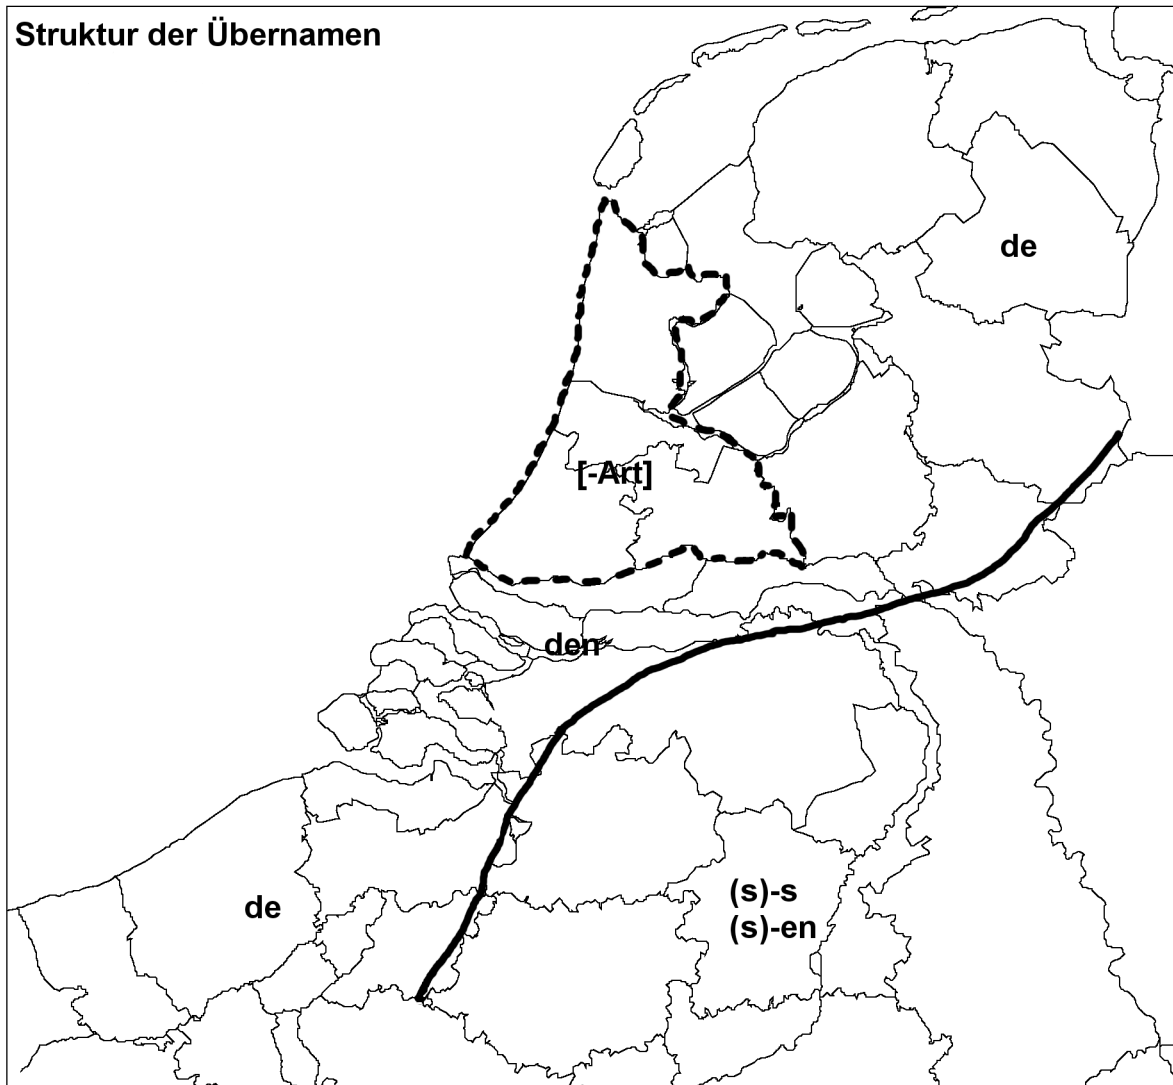 Struktur der Übernamen
de
[-Art]
den
(s)-s
de
(s)-en